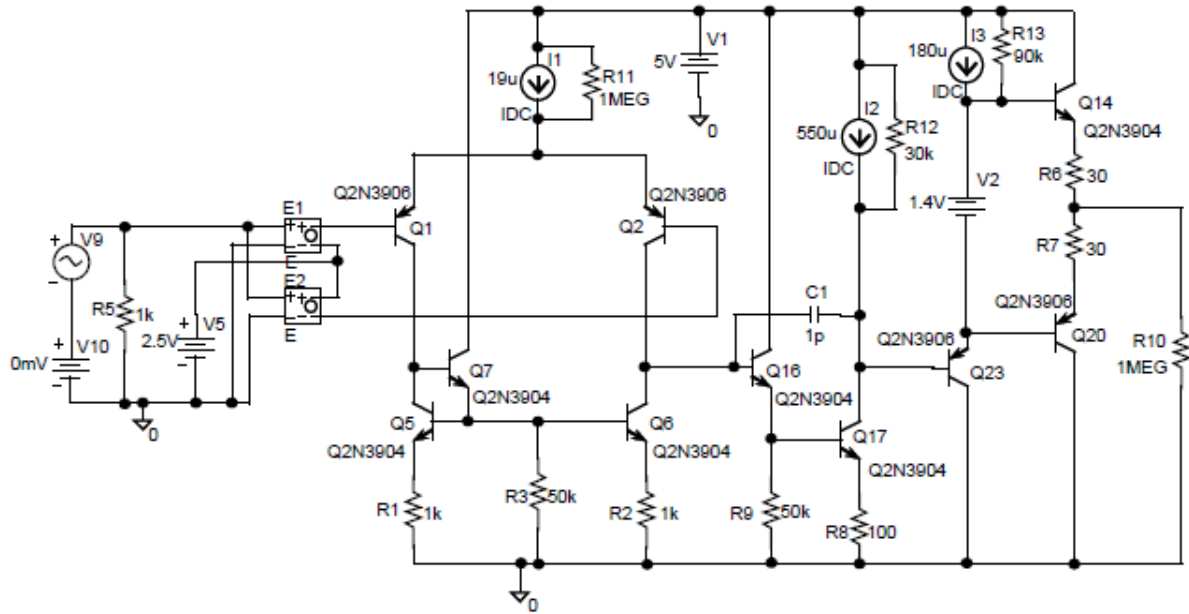 I1
19u
IDC
R11
1MEG
V1
5V
0
I3
180u
IDC
R13
90k
Q14
Q2N3904
I2
550u
IDC
R12
30k
R6
30
V2
1.4V
R7
30
Q2N3906
Q1
Q2N3906
Q2
E1
E
E2
E
V9
R5
1k
V5
2.5V
V10
0mV
0
C1
1p
Q7
Q2N3904
Q16
Q2N3904
Q2N3906
Q23
Q2N3906
Q20
R10
1MEG
Q5
Q2N3904
Q6
Q2N3904
Q17
Q2N3904
R1
1k
R3
50k
R2
1k
R9
50k
R8
100
0